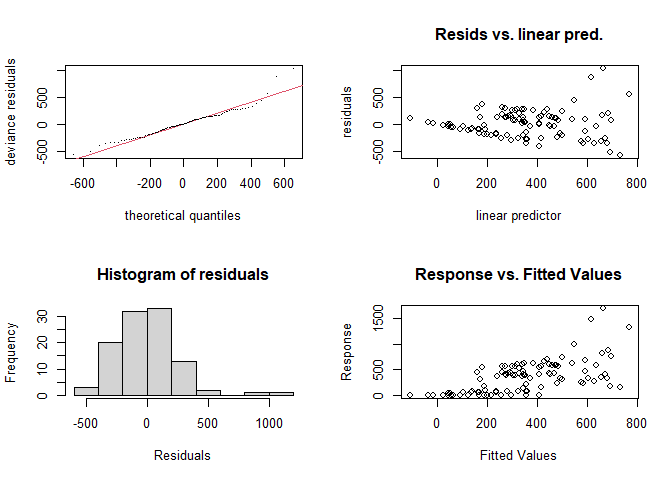 Resids vs. linear pred.
deviance residuals
-500 0 500
-600 -200 0 200 400 600
theoretical quantiles
residuals
-500 0 500
0 200 400 600 800
linear predictor
Histogram of residuals
Response vs. Fitted Values
Frequency
0 10 20 30
-500 0 500 1000
Residuals
Response
0 500 1500
0 200 400 600 800
Fitted Values